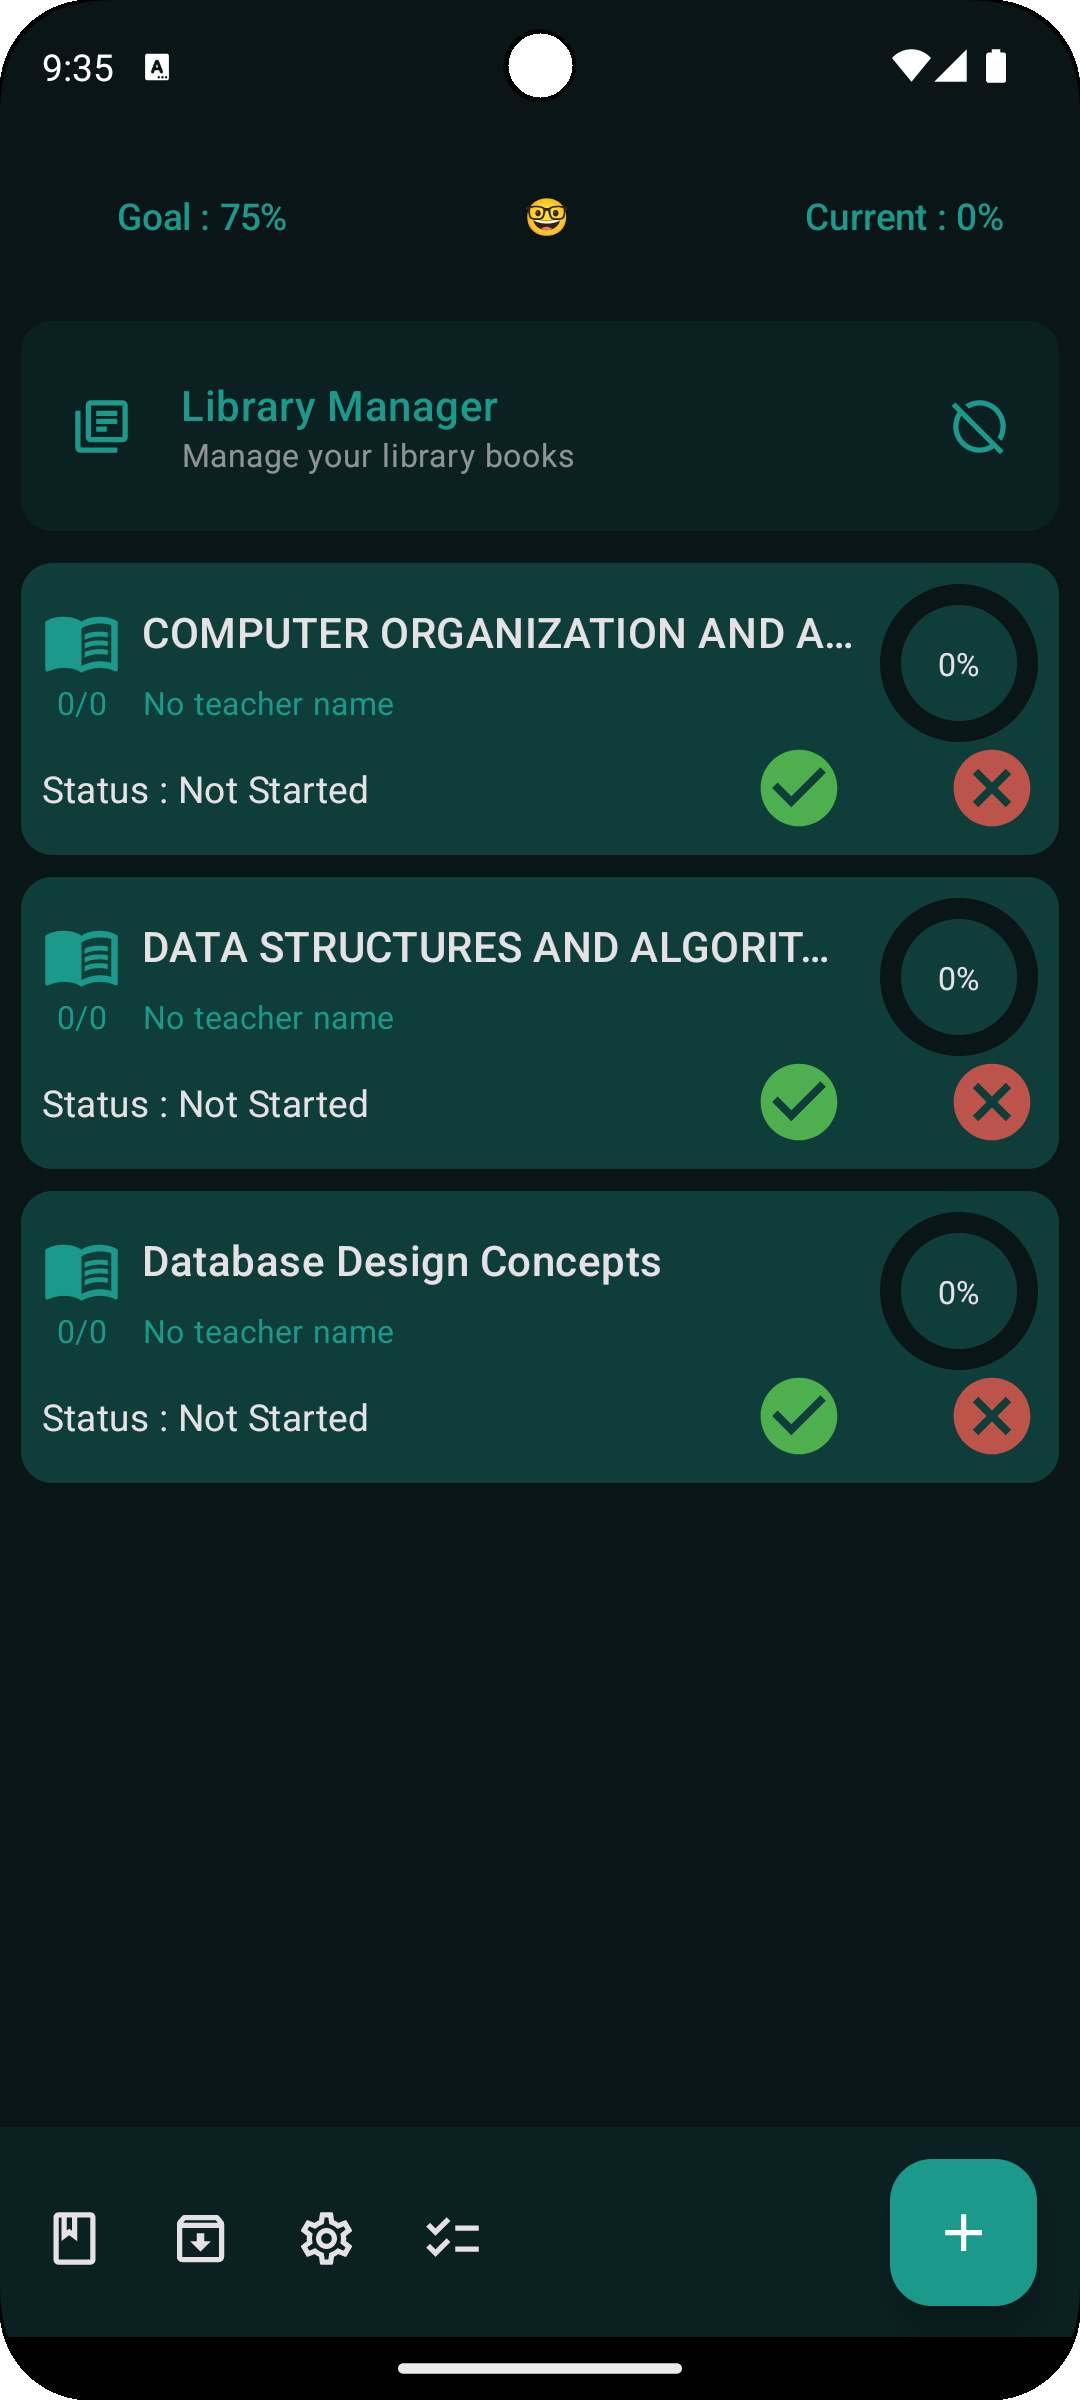 9:35
Goal : 75%
🤓
Current : 0%
Library Manager
Manage your library books
COMPUTER ORGANIZATION AND A...
0%
0/0
No teacher name
Status : Not Started
DATA STRUCTURES AND ALGORIT...
0%
0/0
No teacher name
Status : Not Started
Database Design Concepts
0%
0/0
No teacher name
Status : Not Started